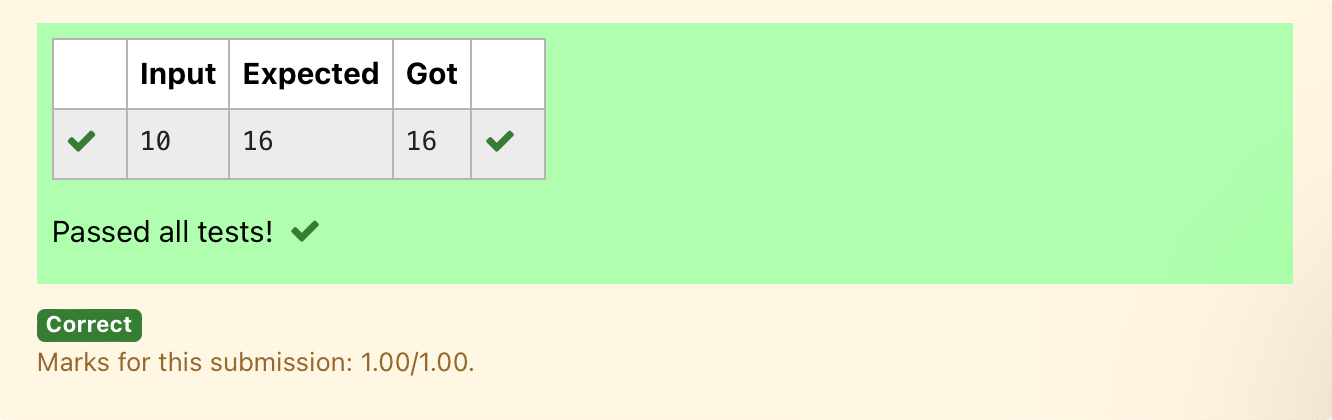 Input Expected Got
10 16 16
Passed all tests!
Correct
Marks for this submission: 1.00/1.00.